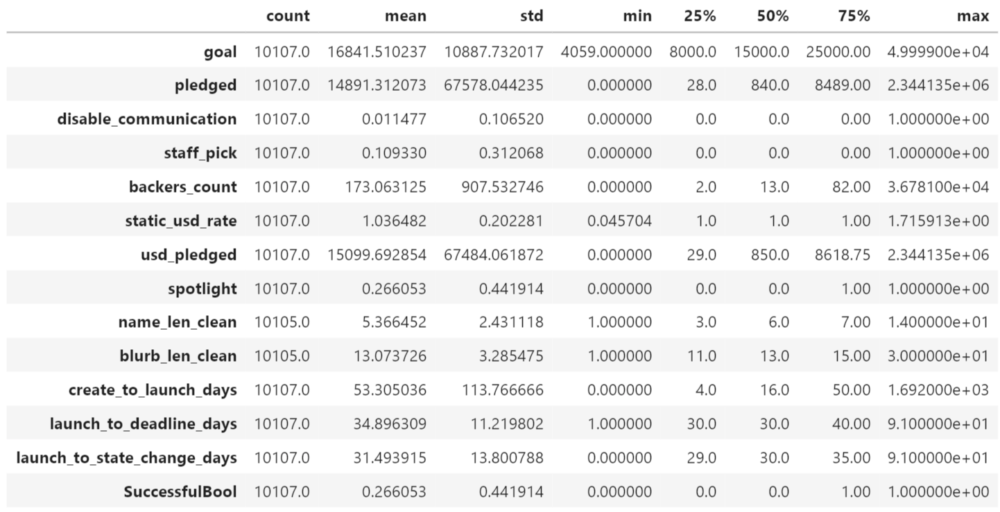 count mean std min 25% 50% 75% max
goal 10107.0 16841.510237 10887.732017 4059.000000 8000.0 15000.0 25000.00 4.999900e+04
pledged 10107.0 14891.312073 67578.044235 0.000000 28.0 840.0 8489.00 2.344135e+06
disable_communication 10107.0 0.011477 0.106520 0.000000 0.0 0.0 0.00 1.000000e+00
staff_pick 10107.0 0.109330 0.312068 0.000000 0.0 0.0 0.00 1.000000e+00
backers_count 10107.0 173.063125 907.532746 0.000000 2.0 13.0 82.00 3.678100e+04
static_usd_rate 10107.0 1.036482 0.202281 0.045704 1.0 1.0 1.00 1.715913e+00
usd_pledged 10107.0 15099.692854 67484.061872 0.000000 29.0 850.0 8618.75 2.344135e+06
spotlight 10107.0 0.266053 0.441914 0.000000 0.0 0.0 1.00 1.000000e+00
name_len_clean 10105.0 5.366452 2.431118 1.000000 3.0 6.0 7.00 1.400000e+01
blurb_len_clean 10105.0 13.073726 3.285475 1.000000 11.0 13.0 15.00 3.000000e+01
create_to_launch_days 10107.0 53.305036 113.766666 0.000000 4.0 16.0 50.00 1.692000e+03
launch_to_deadline_days 10107.0 34.896309 11.219802 1.000000 30.0 30.0 40.00 9.100000e+01
launch_to_state_change_days 10107.0 31.493915 13.800788 0.000000 29.0 30.0 35.00 9.100000e+01
SuccessfulBool 10107.0 0.266053 0.441914 0.000000 0.0 0.0 1.00 1.000000e+00